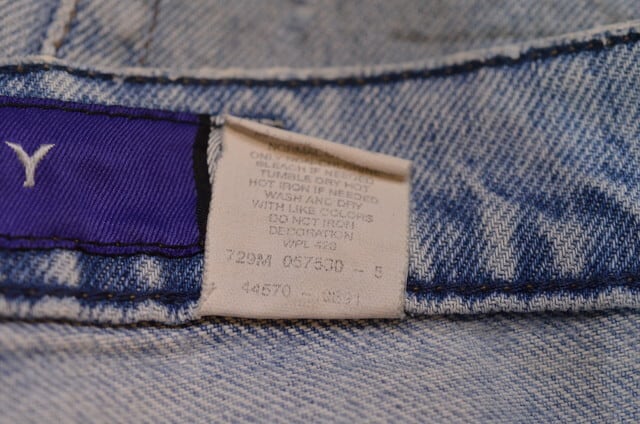 Y
ONLY NON-CHLORINE
BLEACH IF NEEDED
TUMBLE DRY HOT
HOT IRON IF NEEDED
WASH AND DRY
WITH LIKE COLORS
DO NOT IRON
DECORATION
WPL 423
729M 057530 - 5
44570